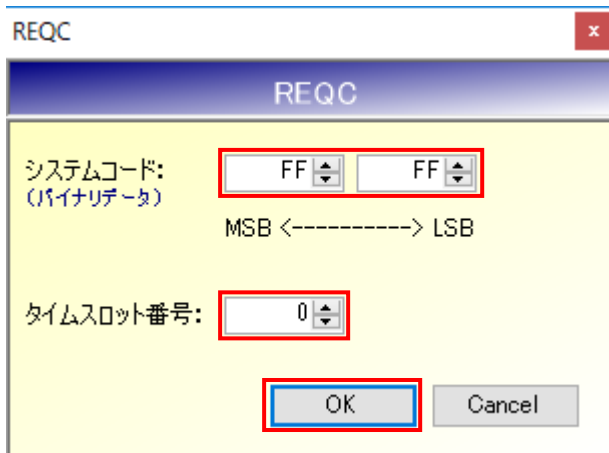 REQC
x
REQC
システムコード: FF FF
(バイナリデータ)
MSB <----------> LSB
タイムスロット番号: 0
OK Cancel